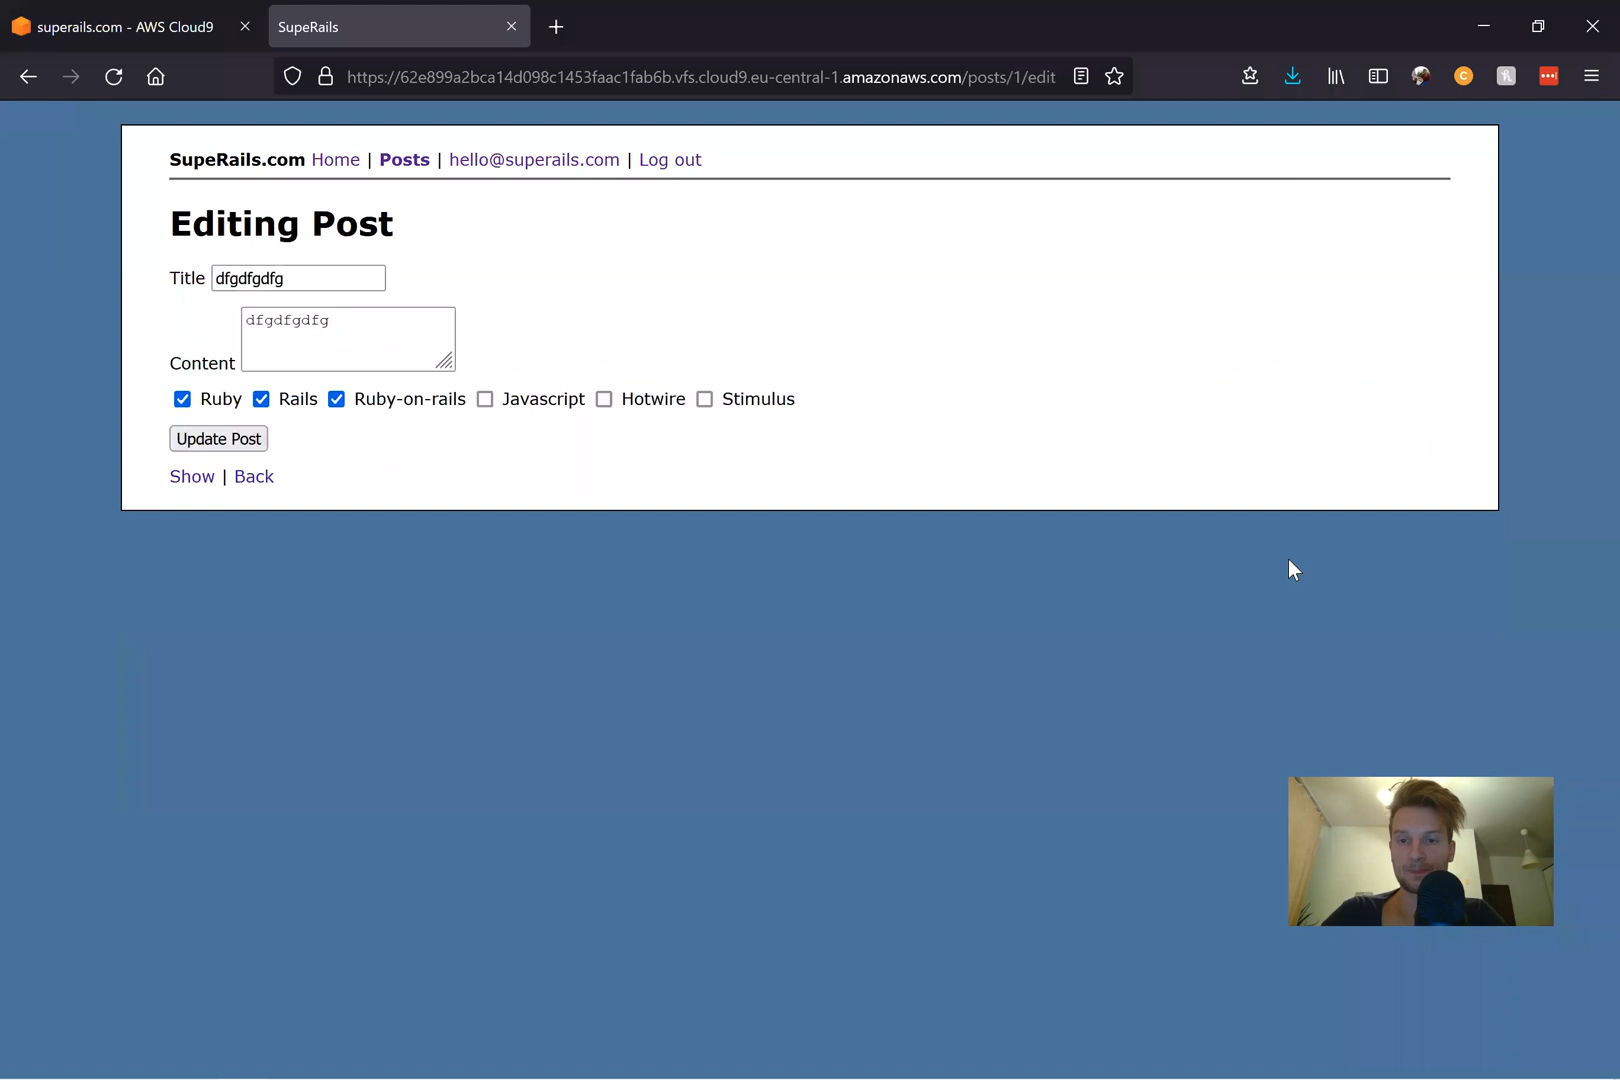 superails.com - AWS Cloud9
SupeRails
https://62e899a2bca14d098c1453faac1fab6b.vfs.cloud9.eu-central-1.amazonaws.com/posts/1/edit
SupeRails.com Home | Posts | hello@superails.com | Log out
Editing Post
Title dfgdfgdfg
dfgdfgdfg
Content
Ruby Rails Ruby-on-rails Javascript Hotwire Stimulus
Update Post
Show | Back